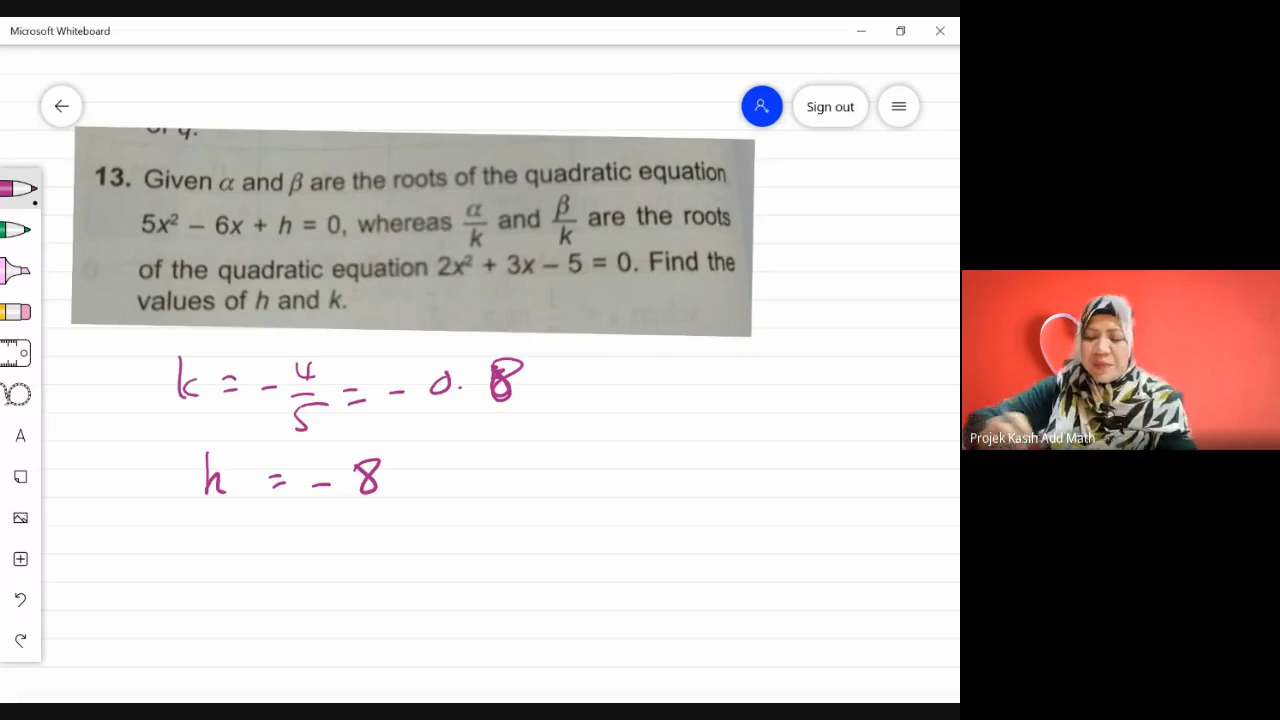 Microsoft Whiteboard
Sign out
of q.
13. Given α and β are the roots of the quadratic equation
5x² − 6x + h = 0, whereas α/k and β/k are the roots
of the quadratic equation 2x² + 3x − 5 = 0. Find the
values of h and k.
k = - 4/5 = - 0.8
h = - 8
A
Projek Kasih Add Math